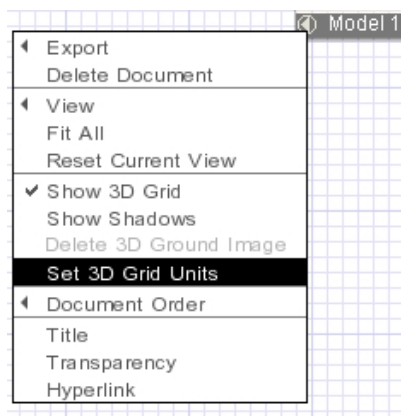 Model 1
Export
Delete Document
View
Fit All
Reset Current View
Show 3D Grid
Show Shadows
Delete 3D Ground Image
Set 3D Grid Units
Document Order
Title
Transparency
Hyperlink